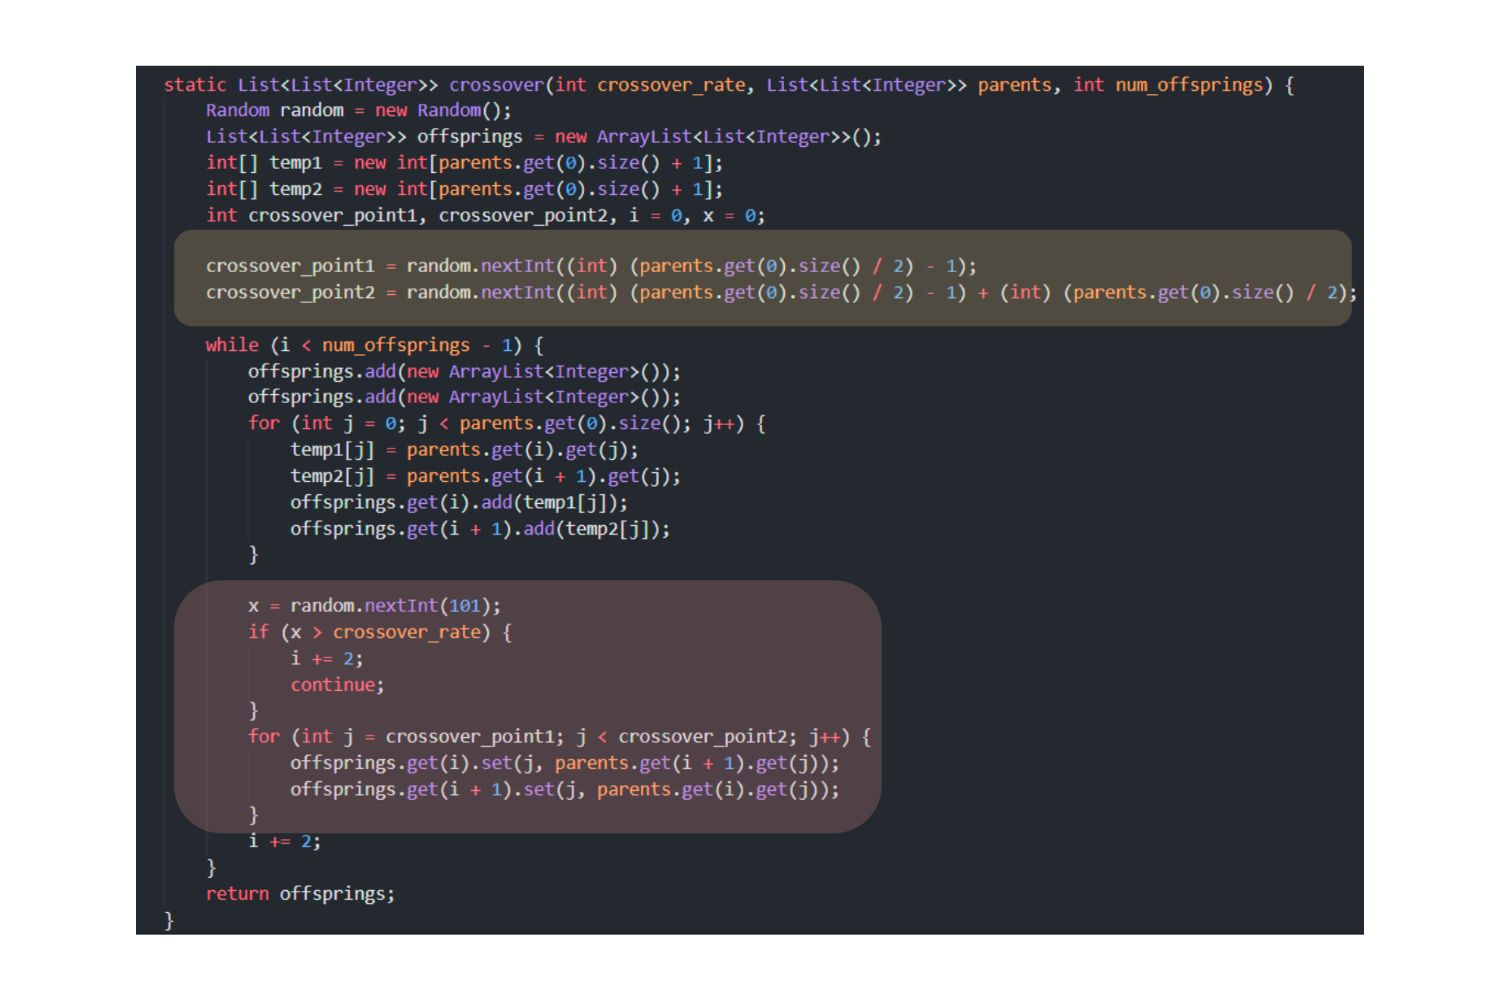 static List<List<Integer>> crossover(int crossover_rate, List<List<Integer>> parents, int num_offsprings) {
Random random = new Random();
List<List<Integer>> offsprings = new ArrayList<List<Integer>>();
int[] temp1 = new int[parents.get(0).size() + 1];
int[] temp2 = new int[parents.get(0).size() + 1];
int crossover_point1, crossover_point2, i = 0, x = 0;
crossover_point1 = random.nextInt((int) (parents.get(0).size() / 2) - 1);
crossover_point2 = random.nextInt((int) (parents.get(0).size() / 2) - 1) + (int) (parents.get(0).size() / 2);
while (i < num_offsprings - 1) {
offsprings.add(new ArrayList<Integer>());
offsprings.add(new ArrayList<Integer>());
for (int j = 0; j < parents.get(0).size(); j++) {
temp1[j] = parents.get(i).get(j);
temp2[j] = parents.get(i + 1).get(j);
offsprings.get(i).add(temp1[j]);
offsprings.get(i + 1).add(temp2[j]);
}
x = random.nextInt(101);
if (x > crossover_rate) {
i += 2;
continue;
}
for (int j = crossover_point1; j < crossover_point2; j++) {
offsprings.get(i).set(j, parents.get(i + 1).get(j));
offsprings.get(i + 1).set(j, parents.get(i).get(j));
}
i += 2;
}
return offsprings;
}